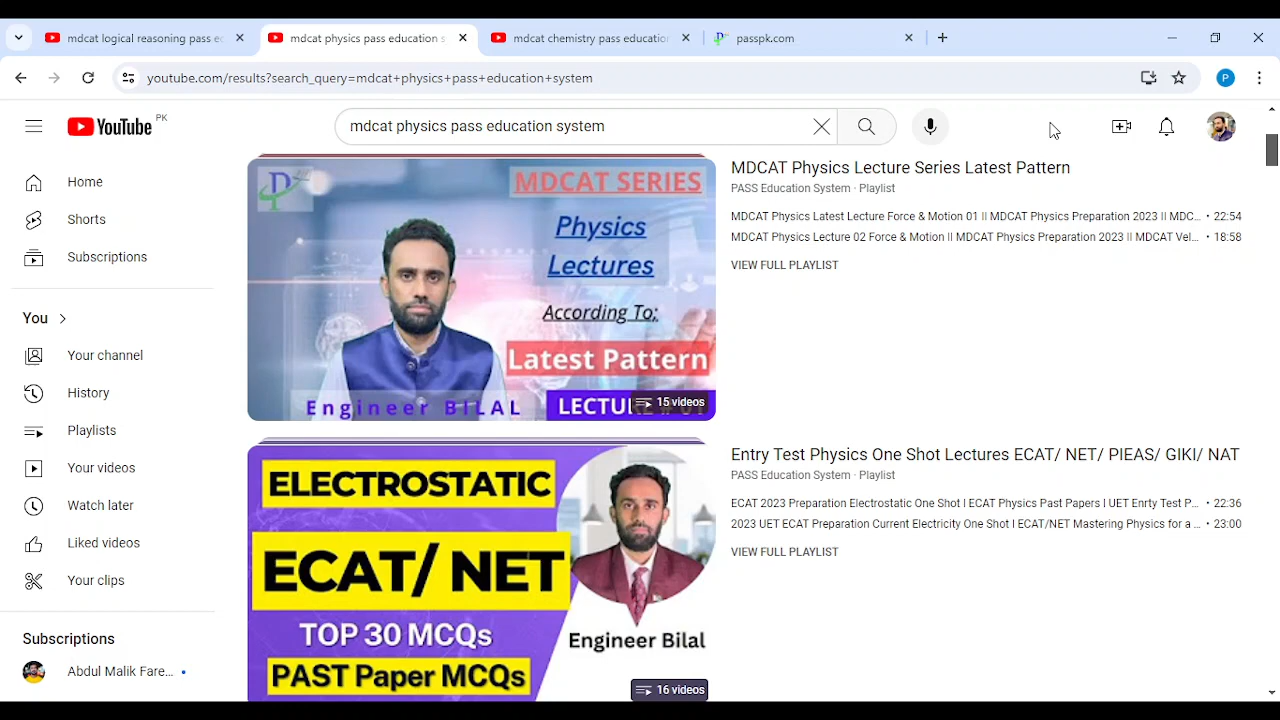 mdcat logical reasoning pass ed
mdcat physics pass education s
mdcat chemistry pass education
passpk.com
youtube.com/results?search_query=mdcat+physics+pass+education+system
P
YouTube PK
mdcat physics pass education system
Home
Shorts
Subscriptions
You
Your channel
History
Playlists
Your videos
Watch later
Liked videos
Your clips
Subscriptions
Abdul Malik Fare...
MDCAT SERIES
Physics
Lectures
According To;
Latest Pattern
Engineer BILAL
15 videos
MDCAT Physics Lecture Series Latest Pattern
PASS Education System · Playlist
MDCAT Physics Latest Lecture Force & Motion 01 II MDCAT Physics Preparation 2023 II MDC... · 22:54
MDCAT Physics Lecture 02 Force & Motion II MDCAT Physics Preparation 2023 II MDCAT Vel... · 18:58
VIEW FULL PLAYLIST
ELECTROSTATIC
ECAT/ NET
TOP 30 MCQs
PAST Paper MCQs
Engineer Bilal
16 videos
Entry Test Physics One Shot Lectures ECAT/ NET/ PIEAS/ GIKI/ NAT
PASS Education System · Playlist
ECAT 2023 Preparation Electrostatic One Shot I ECAT Physics Past Papers I UET Enrty Test P... · 22:36
2023 UET ECAT Preparation Current Electricity One Shot I ECAT/NET Mastering Physics for a ... · 23:00
VIEW FULL PLAYLIST